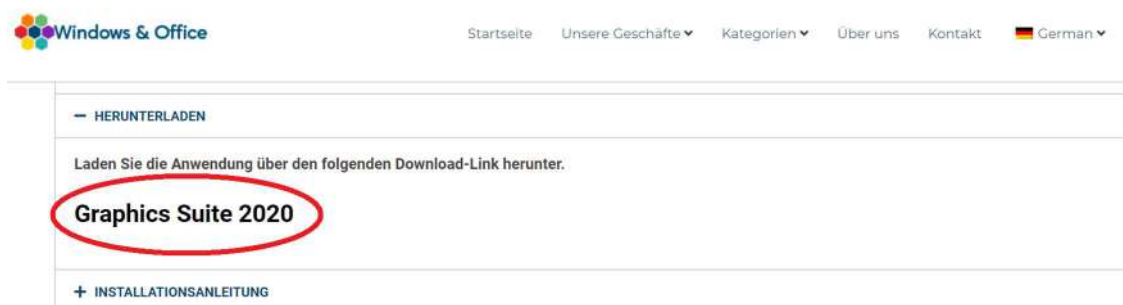 Windows & Office Startseite Unsere Geschäfte Kategorien Über uns Kontakt German
HERUNTERLADEN
Laden Sie die Anwendung über den folgenden Download-Link herunter.
Graphics Suite 2020
INSTALLATIONSANLEITUNG